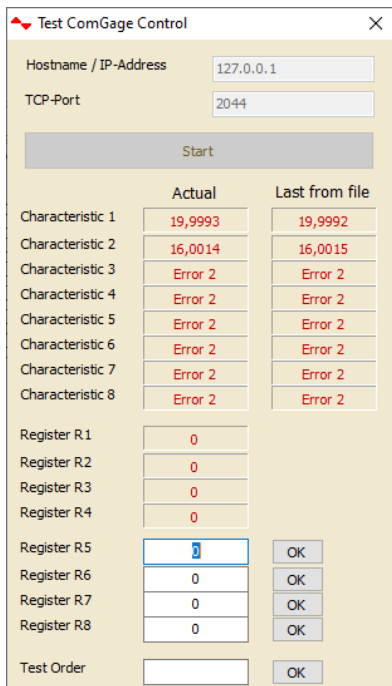 Test ComGage Control
Hostname / IP-Address 127.0.0.1
TCP-Port 2044
Start
Actual Last from file
Characteristic 1 19,9993 19,9992
Characteristic 2 16,0014 16,0015
Characteristic 3 Error 2 Error 2
Characteristic 4 Error 2 Error 2
Characteristic 5 Error 2 Error 2
Characteristic 6 Error 2 Error 2
Characteristic 7 Error 2 Error 2
Characteristic 8 Error 2 Error 2
Register R1 0
Register R2 0
Register R3 0
Register R4 0
Register R5 0 OK
Register R6 0 OK
Register R7 0 OK
Register R8 0 OK
Test Order OK